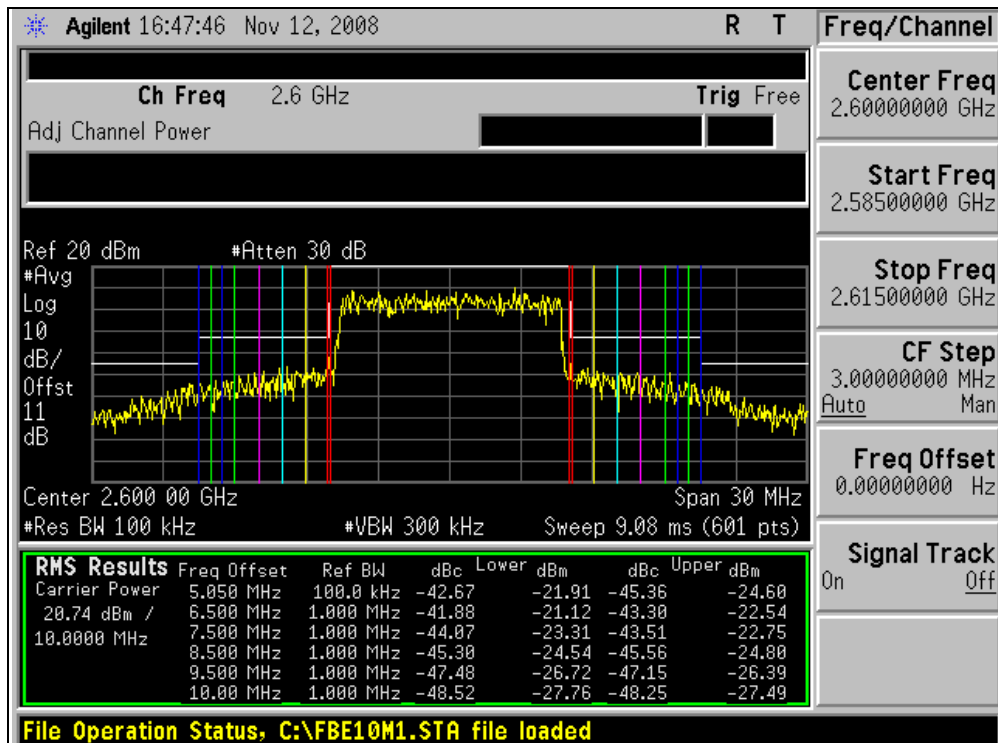 Agilent 16:47:46 Nov 12, 2008 R T
Freq/Channel
Ch Freq 2.6 GHz Trig Free
Adj Channel Power
Center Freq
2.60000000 GHz
Start Freq
2.58500000 GHz
Stop Freq
2.61500000 GHz
CF Step
3.00000000 MHz
Auto Man
Freq Offset
0.00000000 Hz
Signal Track
On Off
Ref 20 dBm #Atten 30 dB
#Avg
Log
10
dB/
Offst
11
dB
Center 2.600 00 GHz Span 30 MHz
#Res BW 100 kHz #VBW 300 kHz Sweep 9.08 ms (601 pts)
RMS Results Freq Offset Ref BW dBc Lower dBm dBc Upper dBm
Carrier Power 5.050 MHz 100.0 kHz -42.67 -21.91 -45.36 -24.60
20.74 dBm / 6.500 MHz 1.000 MHz -41.88 -21.12 -43.30 -22.54
10.0000 MHz 7.500 MHz 1.000 MHz -44.07 -23.31 -43.51 -22.75
8.500 MHz 1.000 MHz -45.30 -24.54 -45.56 -24.80
9.500 MHz 1.000 MHz -47.48 -26.72 -47.15 -26.39
10.00 MHz 1.000 MHz -48.52 -27.76 -48.25 -27.49
File Operation Status, C:\FBE10M1.STA file loaded